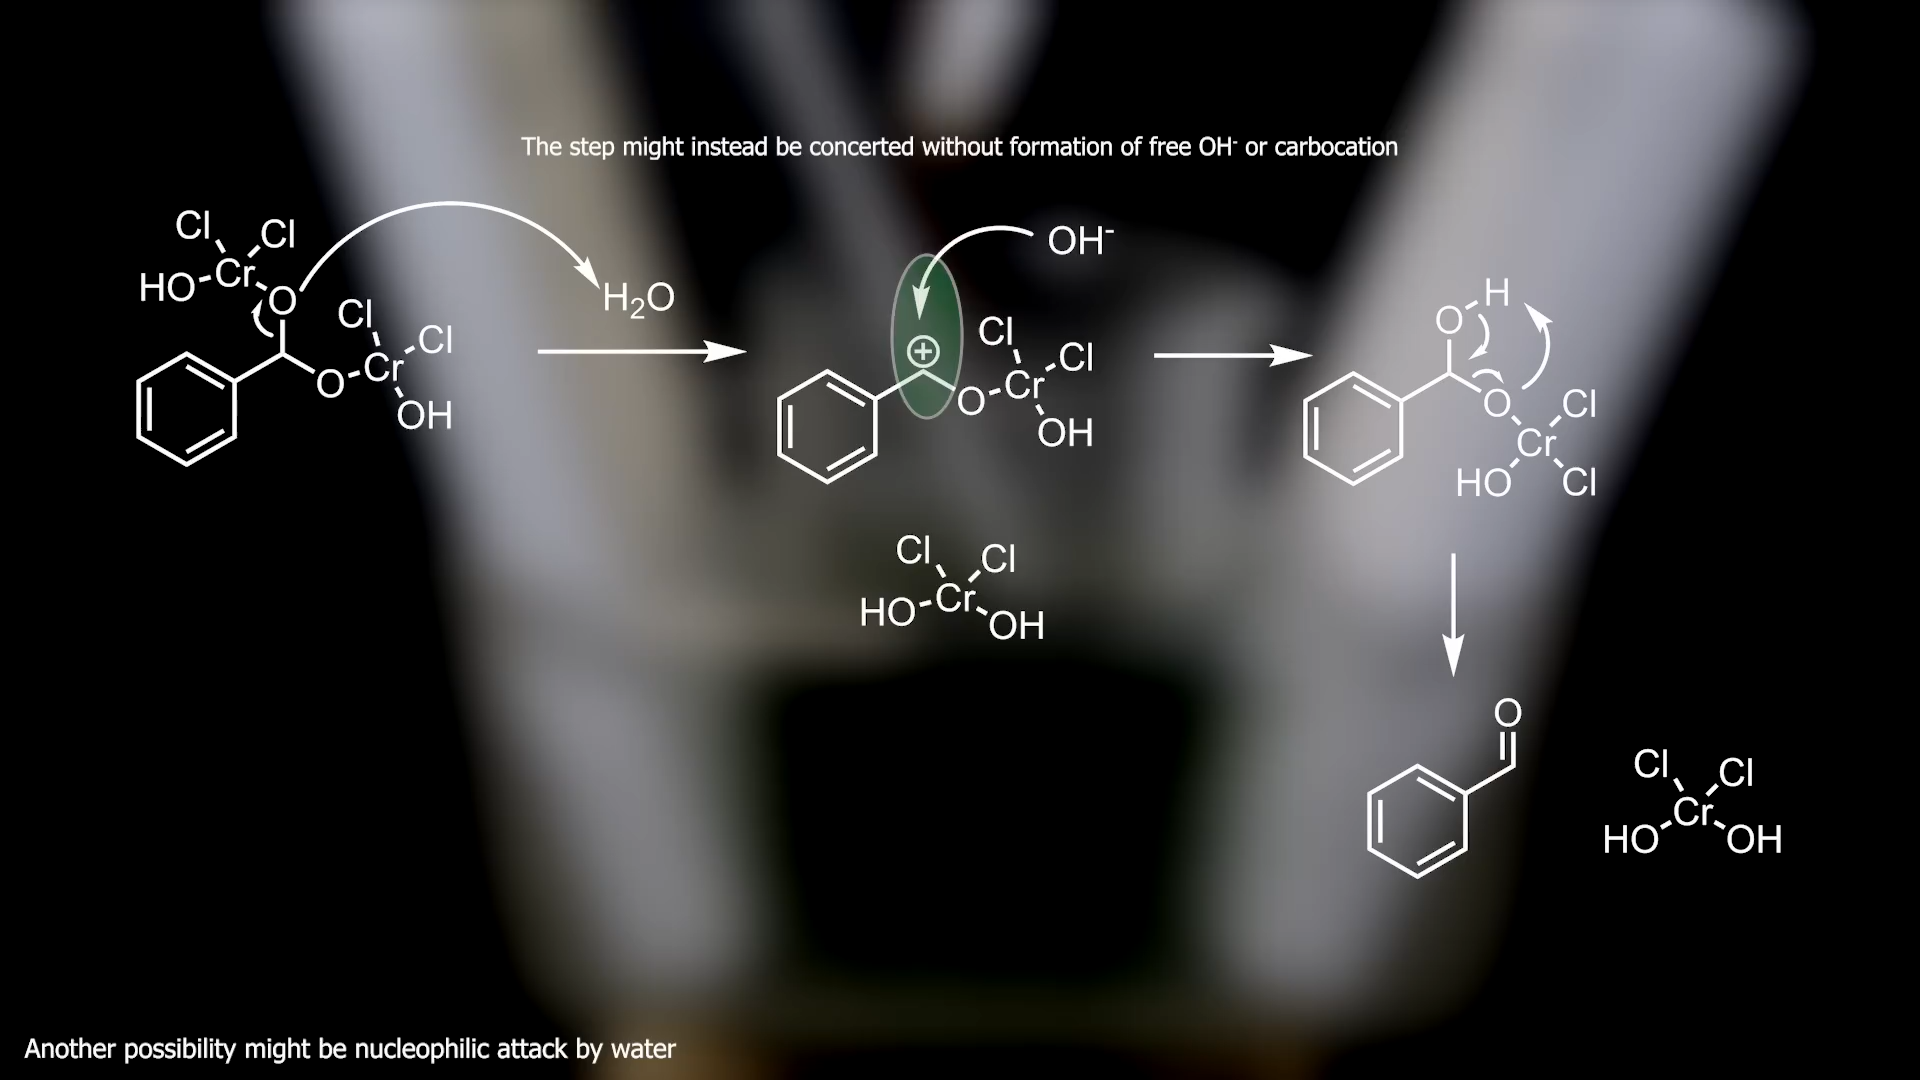 The step might instead be concerted without formation of free OH⁻ or carbocation
Cl
Cl
HO
Cr
O
Cl
Cl
O
Cr
OH
H₂O
OH⁻
+
Cl
Cl
O
Cr
OH
O
H
O
Cl
Cr
HO
Cl
Cl
Cl
HO
Cr
OH
O
Cl
Cl
HO
Cr
OH
Another possibility might be nucleophilic attack by water